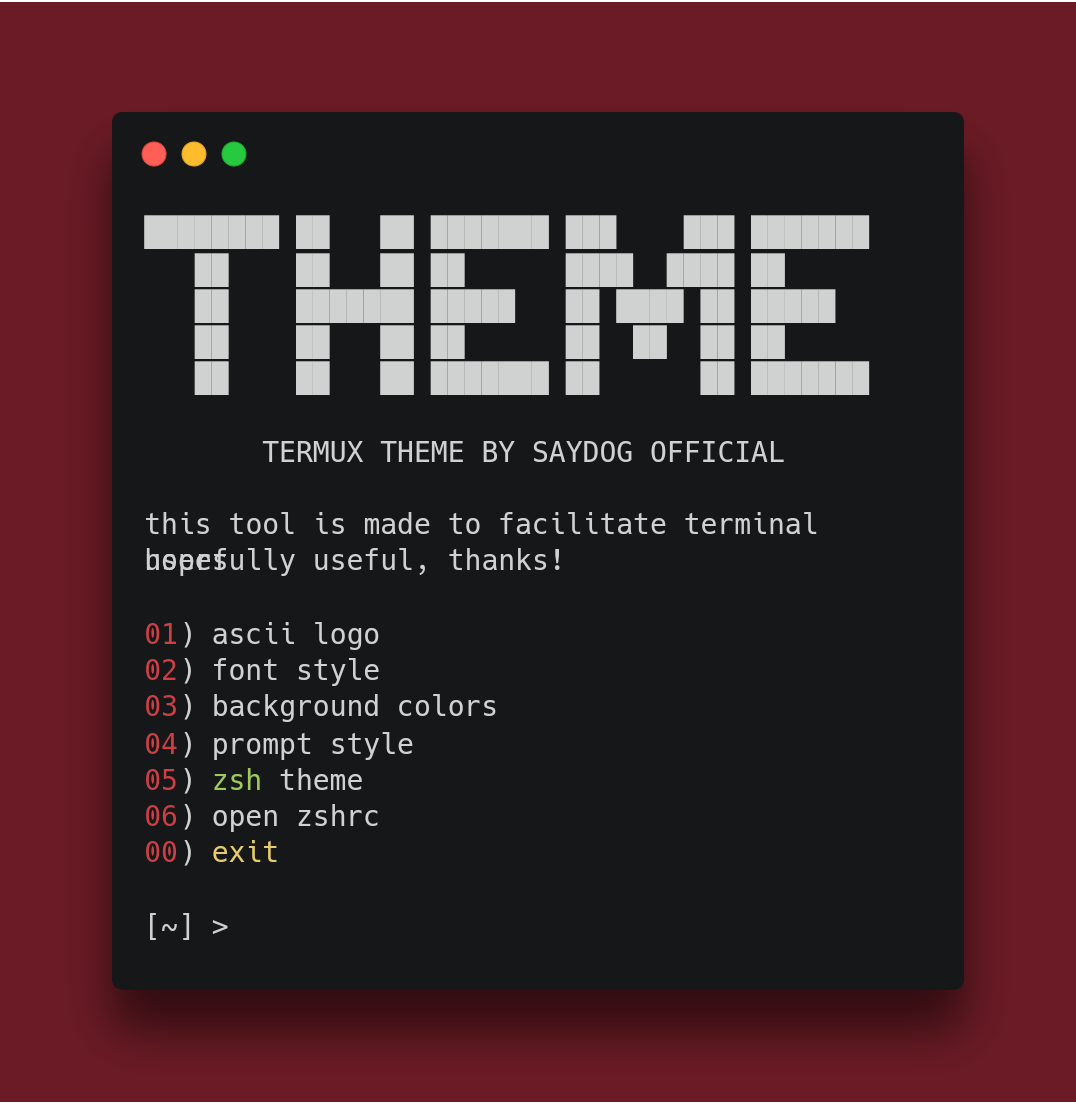 THEME
TERMUX THEME BY SAYDOG OFFICIAL
this tool is made to facilitate terminal
hopefully useful, thanks!
01) ascii logo
02) font style
03) background colors
04) prompt style
05) zsh theme
06) open zshrc
00) exit
[~] >